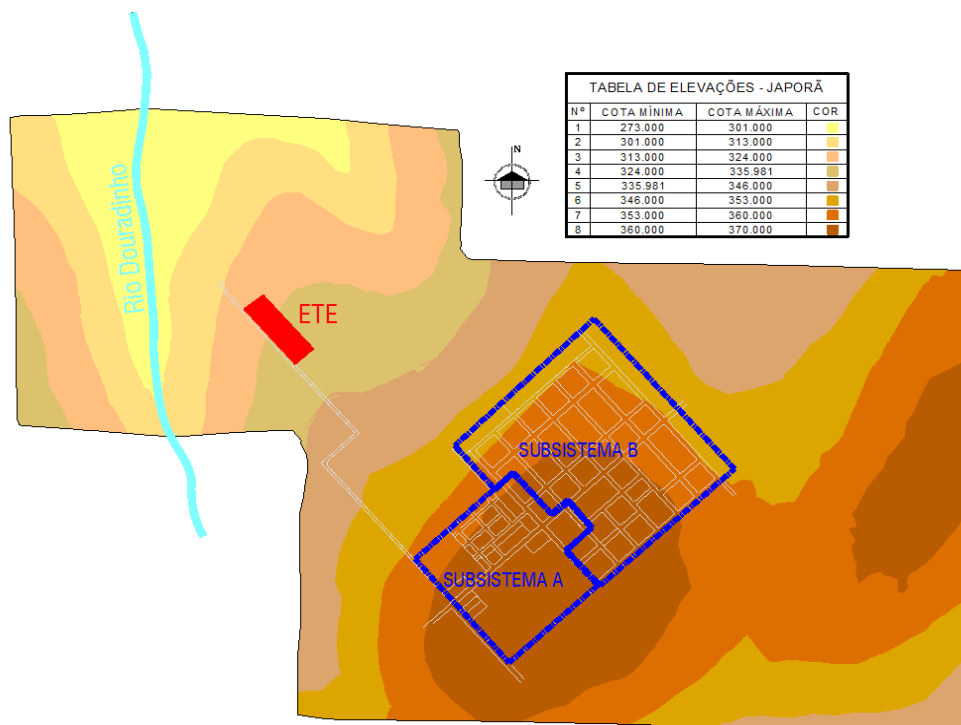 TABELA DE ELEVAÇÕES - JAPORÃ
Nº COTA MÍNIMA COTA MÁXIMA COR
1 273.000 301.000
2 301.000 313.000
3 313.000 324.000
4 324.000 335.981
5 335.981 346.000
6 346.000 353.000
7 353.000 360.000
8 360.000 370.000
N
Rio Douradinho
ETE
SUBSISTEMA B
SUBSISTEMA A